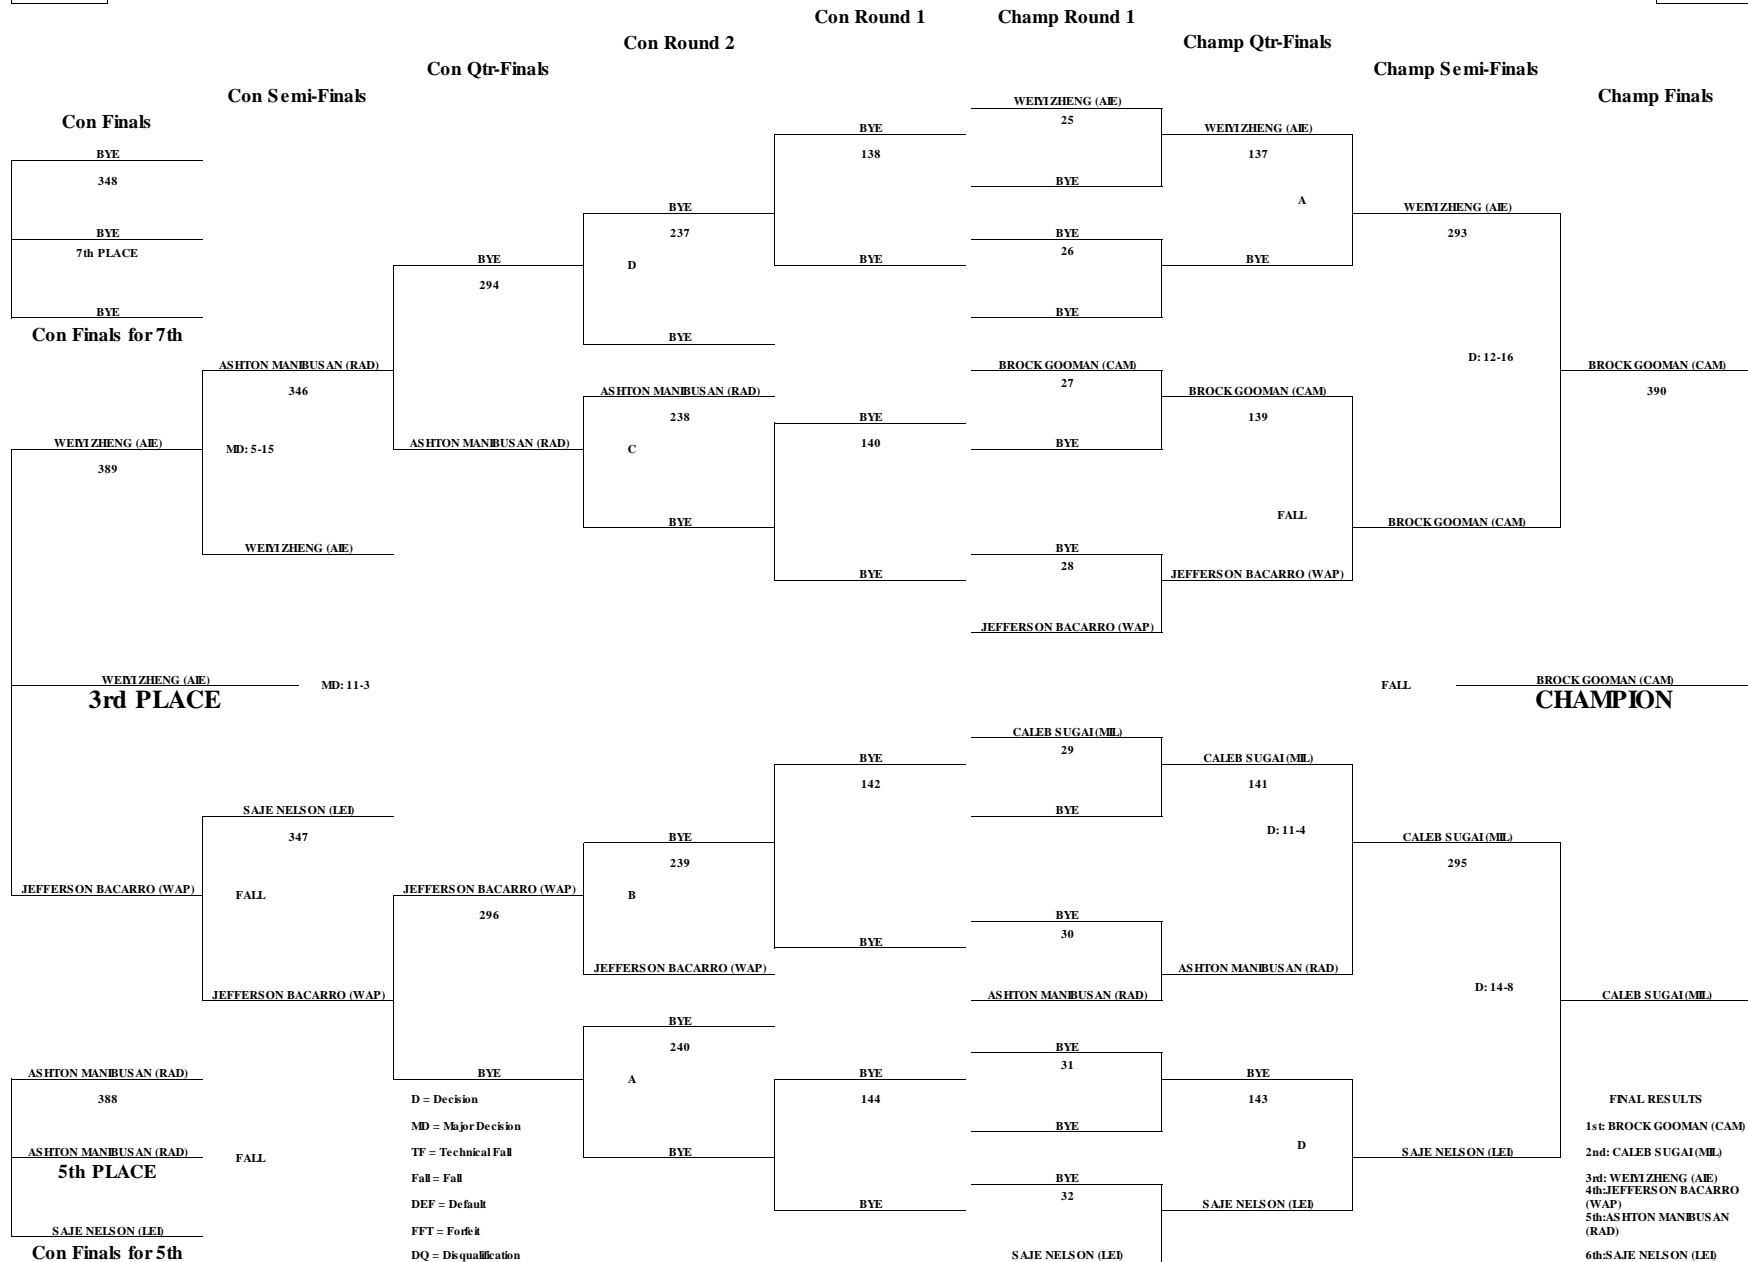 Con Round 1
Champ Round 1
Con Round 2
Champ Qtr-Finals
Con Qtr-Finals
Champ Semi-Finals
Con Semi-Finals
Champ Finals
Con Finals
BYE
348
BYE
7th PLACE
BYE
Con Finals for 7th
ASHTON MANIBUSAN (RAD)
346
WEIYI ZHENG (AIE)
389
MD: 5-15
WEIYI ZHENG (AIE)
BYE
294
ASHTON MANIBUSAN (RAD)
BYE
237
D
BYE
ASHTON MANIBUSAN (RAD)
238
C
BYE
BYE
138
BYE
BYE
140
BYE
WEIYI ZHENG (AIE)
25
BYE
BYE
26
BYE
BROCK GOOMAN (CAM)
27
BYE
BYE
28
JEFFERSON BACARRO (WAP)
WEIYI ZHENG (AIE)
137
A
BYE
BROCK GOOMAN (CAM)
139
FALL
JEFFERSON BACARRO (WAP)
WEIYI ZHENG (AIE)
293
D: 12-16
BROCK GOOMAN (CAM)
BROCK GOOMAN (CAM)
390
WEIYI ZHENG (AIE)
3rd PLACE
MD: 11-3
FALL
BROCK GOOMAN (CAM)
CHAMPION
SAJE NELSON (LEI)
347
JEFFERSON BACARRO (WAP)
FALL
JEFFERSON BACARRO (WAP)
JEFFERSON BACARRO (WAP)
296
BYE
BYE
239
B
JEFFERSON BACARRO (WAP)
BYE
240
A
BYE
BYE
142
BYE
BYE
144
BYE
CALEB SUGAI (MIL)
29
BYE
BYE
30
ASHTON MANIBUSAN (RAD)
BYE
31
BYE
BYE
32
SAJE NELSON (LEI)
CALEB SUGAI (MIL)
141
D: 11-4
ASHTON MANIBUSAN (RAD)
BYE
143
D
SAJE NELSON (LEI)
CALEB SUGAI (MIL)
295
D: 14-8
SAJE NELSON (LEI)
CALEB SUGAI (MIL)
ASHTON MANIBUSAN (RAD)
388
ASHTON MANIBUSAN (RAD)
5th PLACE
FALL
SAJE NELSON (LEI)
Con Finals for 5th
D = Decision
MD = Major Decision
TF = Technical Fall
Fall = Fall
DEF = Default
FFT = Forfeit
DQ = Disqualification
FINAL RESULTS
1st: BROCK GOOMAN (CAM)
2nd: CALEB SUGAI (MIL)
3rd: WEIYI ZHENG (AIE)
4th:JEFFERSON BACARRO
(WAP)
5th:ASHTON MANIBUSAN
(RAD)
6th:SAJE NELSON (LEI)